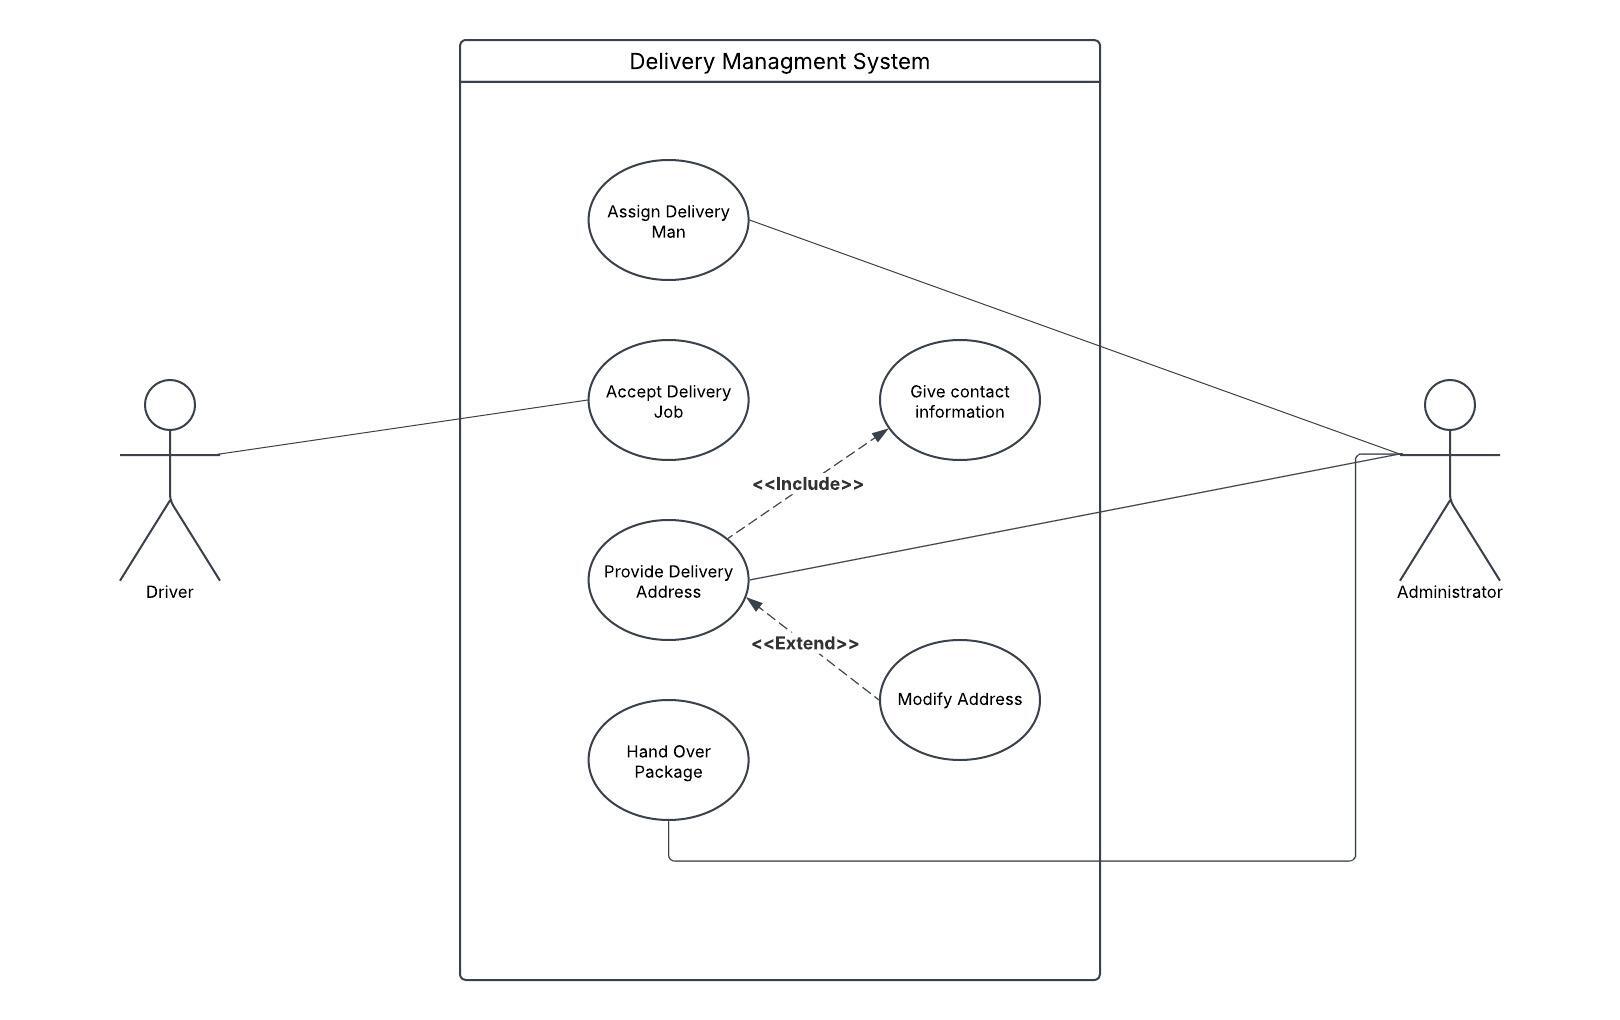 Delivery Managment System
Assign Delivery
Man
Accept Delivery
Job
Give contact
information
<<Include>>
Provide Delivery
Address
<<Extend>>
Modify Address
Hand Over
Package
Driver
Administrator